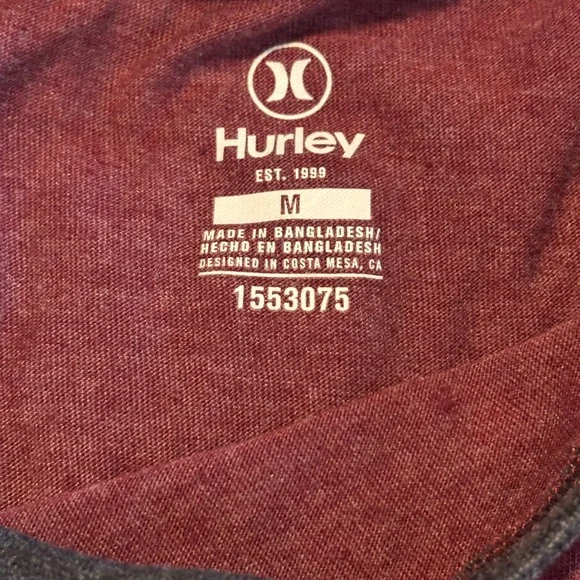 Hurley
EST. 1999
M
MADE IN BANGLADESH/
HECHO EN BANGLADESH
DESIGNED IN COSTA MESA, CA
1553075